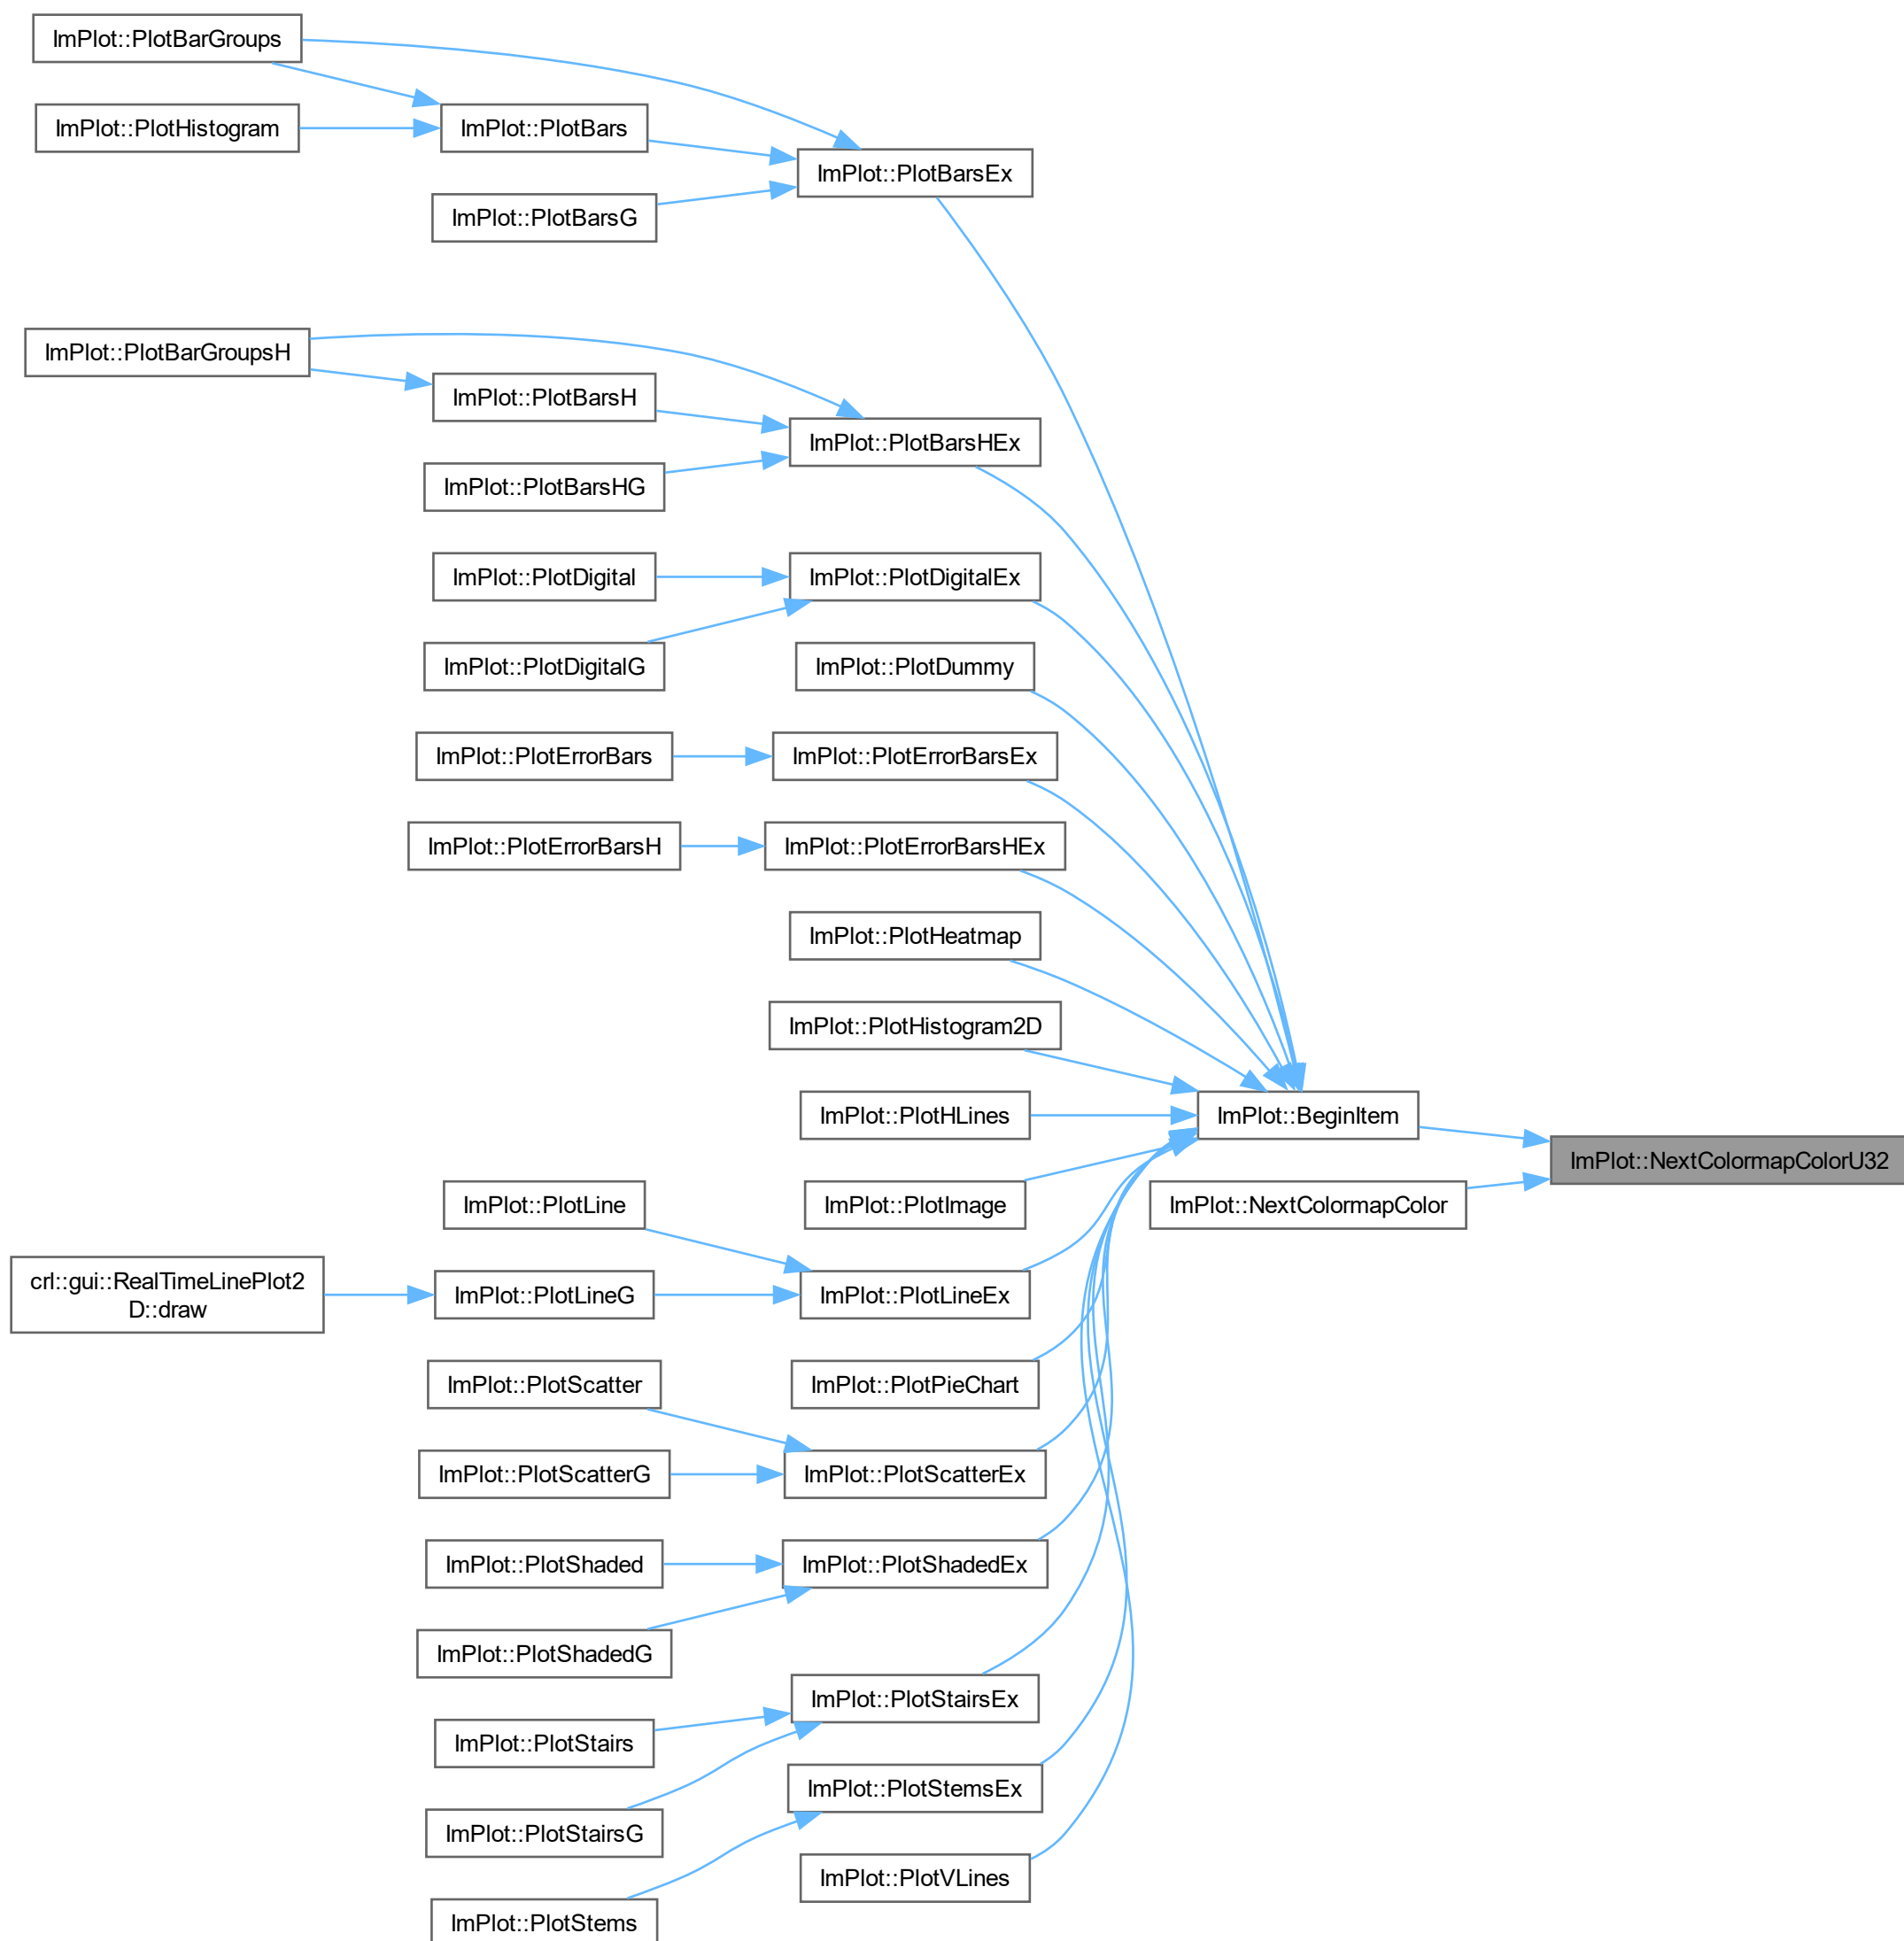 ImPlot::PlotBarGroups
ImPlot::PlotHistogram
ImPlot::PlotBars
ImPlot::PlotBarsEx
ImPlot::PlotBarsG
ImPlot::PlotBarGroupsH
ImPlot::PlotBarsH
ImPlot::PlotBarsHEx
ImPlot::PlotBarsHG
ImPlot::PlotDigital
ImPlot::PlotDigitalEx
ImPlot::PlotDigitalG
ImPlot::PlotDummy
ImPlot::PlotErrorBars
ImPlot::PlotErrorBarsEx
ImPlot::PlotErrorBarsH
ImPlot::PlotErrorBarsHEx
ImPlot::PlotHeatmap
ImPlot::PlotHistogram2D
ImPlot::PlotHLines
ImPlot::BeginItem
ImPlot::NextColormapColorU32
ImPlot::PlotLine
ImPlot::PlotImage
ImPlot::NextColormapColor
crl::gui::RealTimeLinePlot2
D::draw
ImPlot::PlotLineG
ImPlot::PlotLineEx
ImPlot::PlotScatter
ImPlot::PlotPieChart
ImPlot::PlotScatterG
ImPlot::PlotScatterEx
ImPlot::PlotShaded
ImPlot::PlotShadedEx
ImPlot::PlotShadedG
ImPlot::PlotStairsEx
ImPlot::PlotStairs
ImPlot::PlotStemsEx
ImPlot::PlotStairsG
ImPlot::PlotVLines
ImPlot::PlotStems